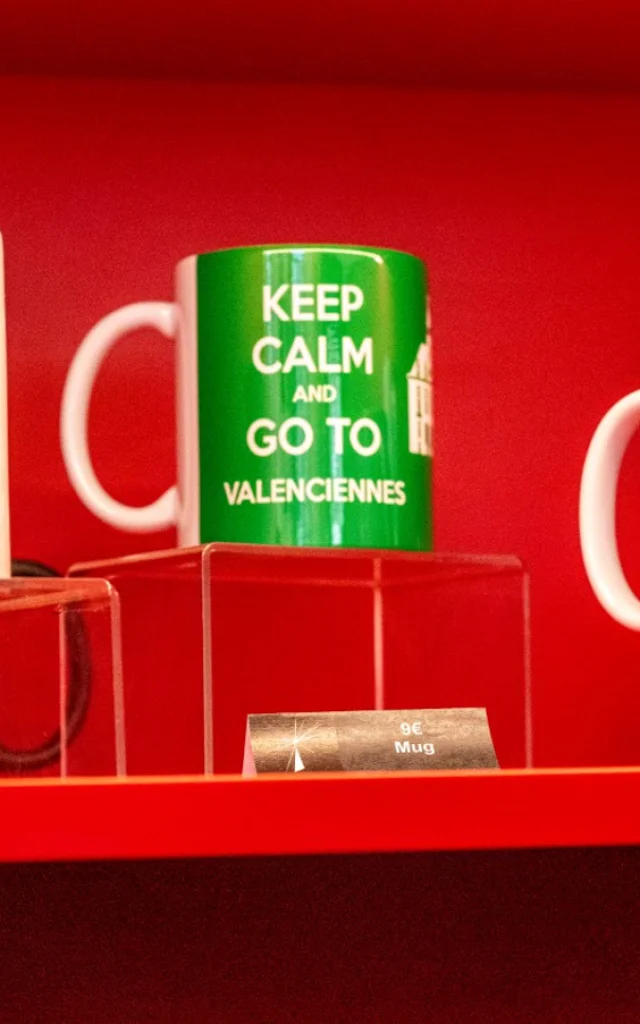 KEEP
CALM
AND
GO TO
VALENCIENNES
9€
Mug